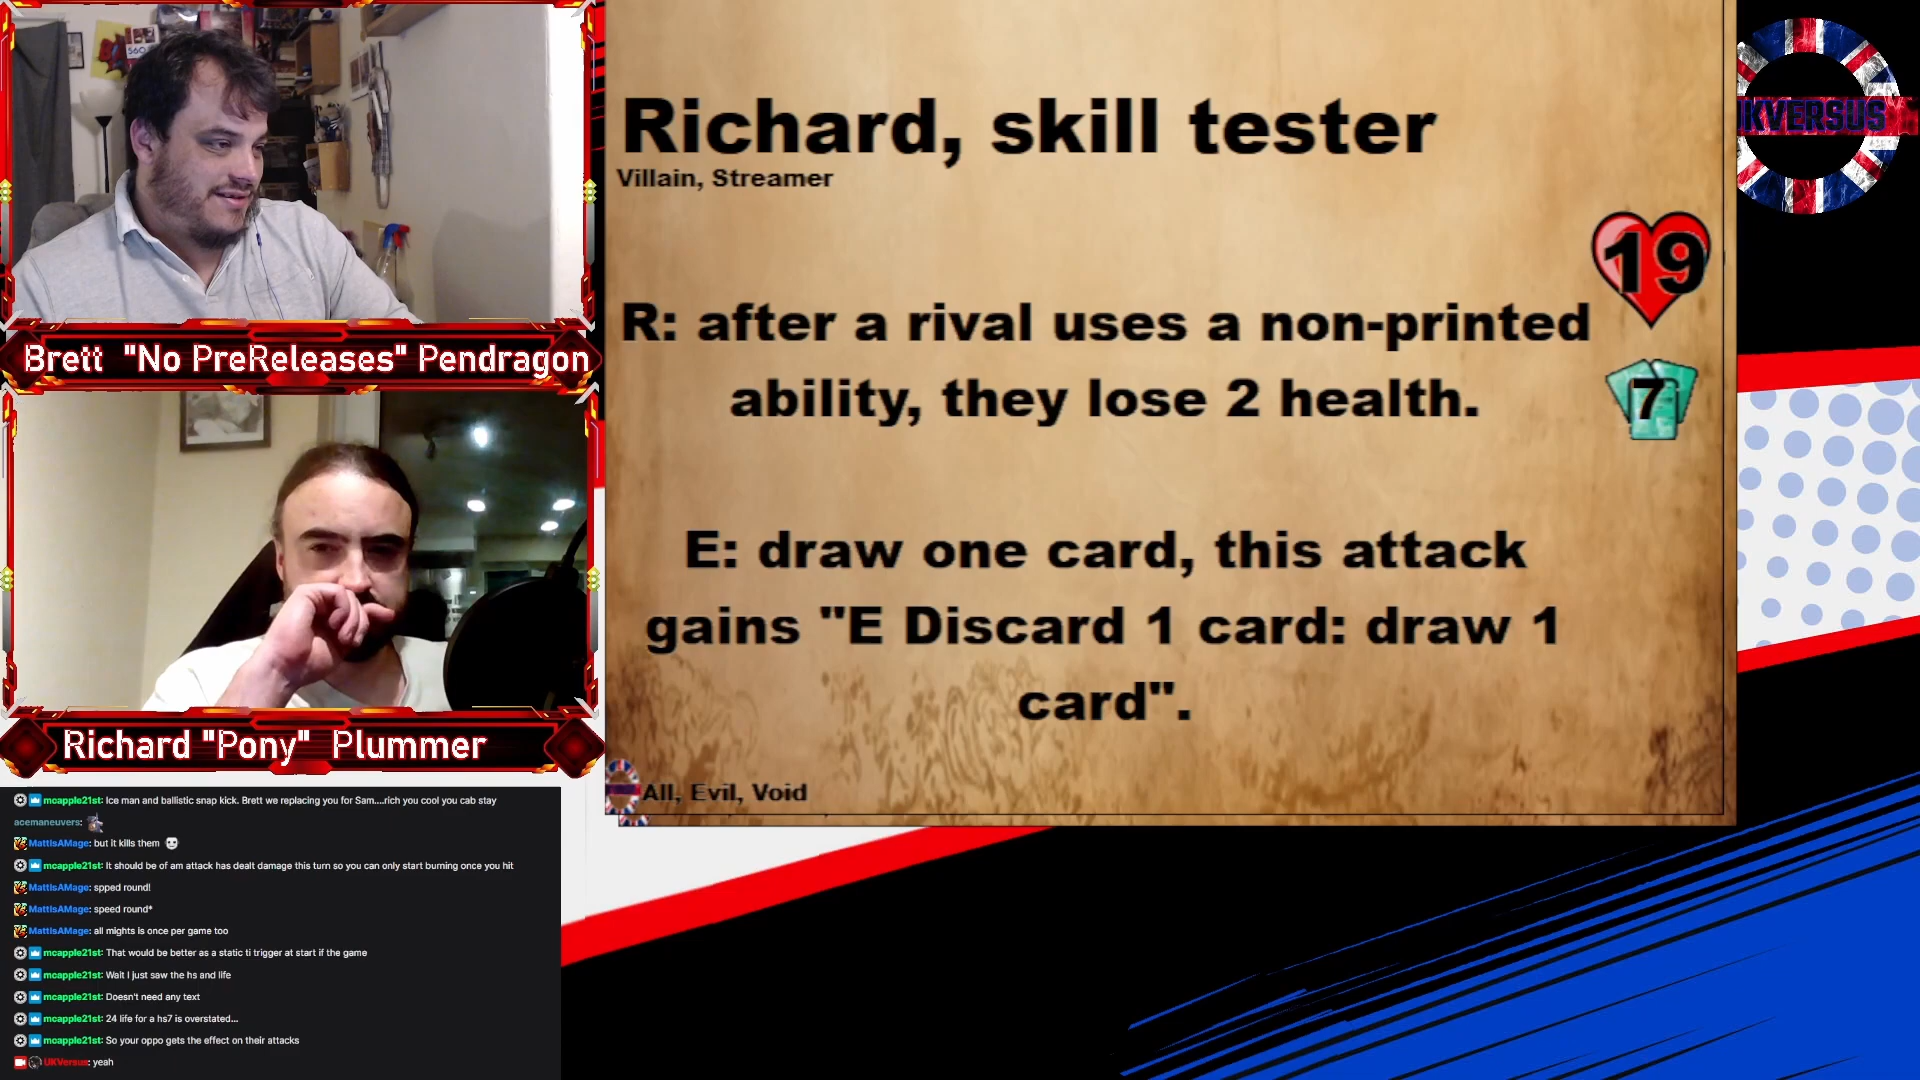 S60
Brett "No PreReleases" Pendragon
Richard "Pony" Plummer
mcapple21st: Ice man and ballistic snap kick. Brett we replacing you for Sam....rich you cool you cab stay
acemaneuvers:
MattIsAMage: but it kills them
mcapple21st: It should be of am attack has dealt damage this turn so you can only start burning once you hit
MattIsAMage: spped round!
MattIsAMage: speed round*
MattIsAMage: all mights is once per game too
mcapple21st: That would be better as a static ti trigger at start if the game
mcapple21st: Wait I just saw the hs and life
mcapple21st: Doesn't need any text
mcapple21st: 24 life for a hs7 is overstated...
mcapple21st: So your oppo gets the effect on their attacks
UKVersus: yeah
Richard, skill tester
Villain, Streamer
19
R: after a rival uses a non-printed
ability, they lose 2 health.
7
E: draw one card, this attack
gains "E Discard 1 card: draw 1
card".
All, Evil, Void
UKVERSUS